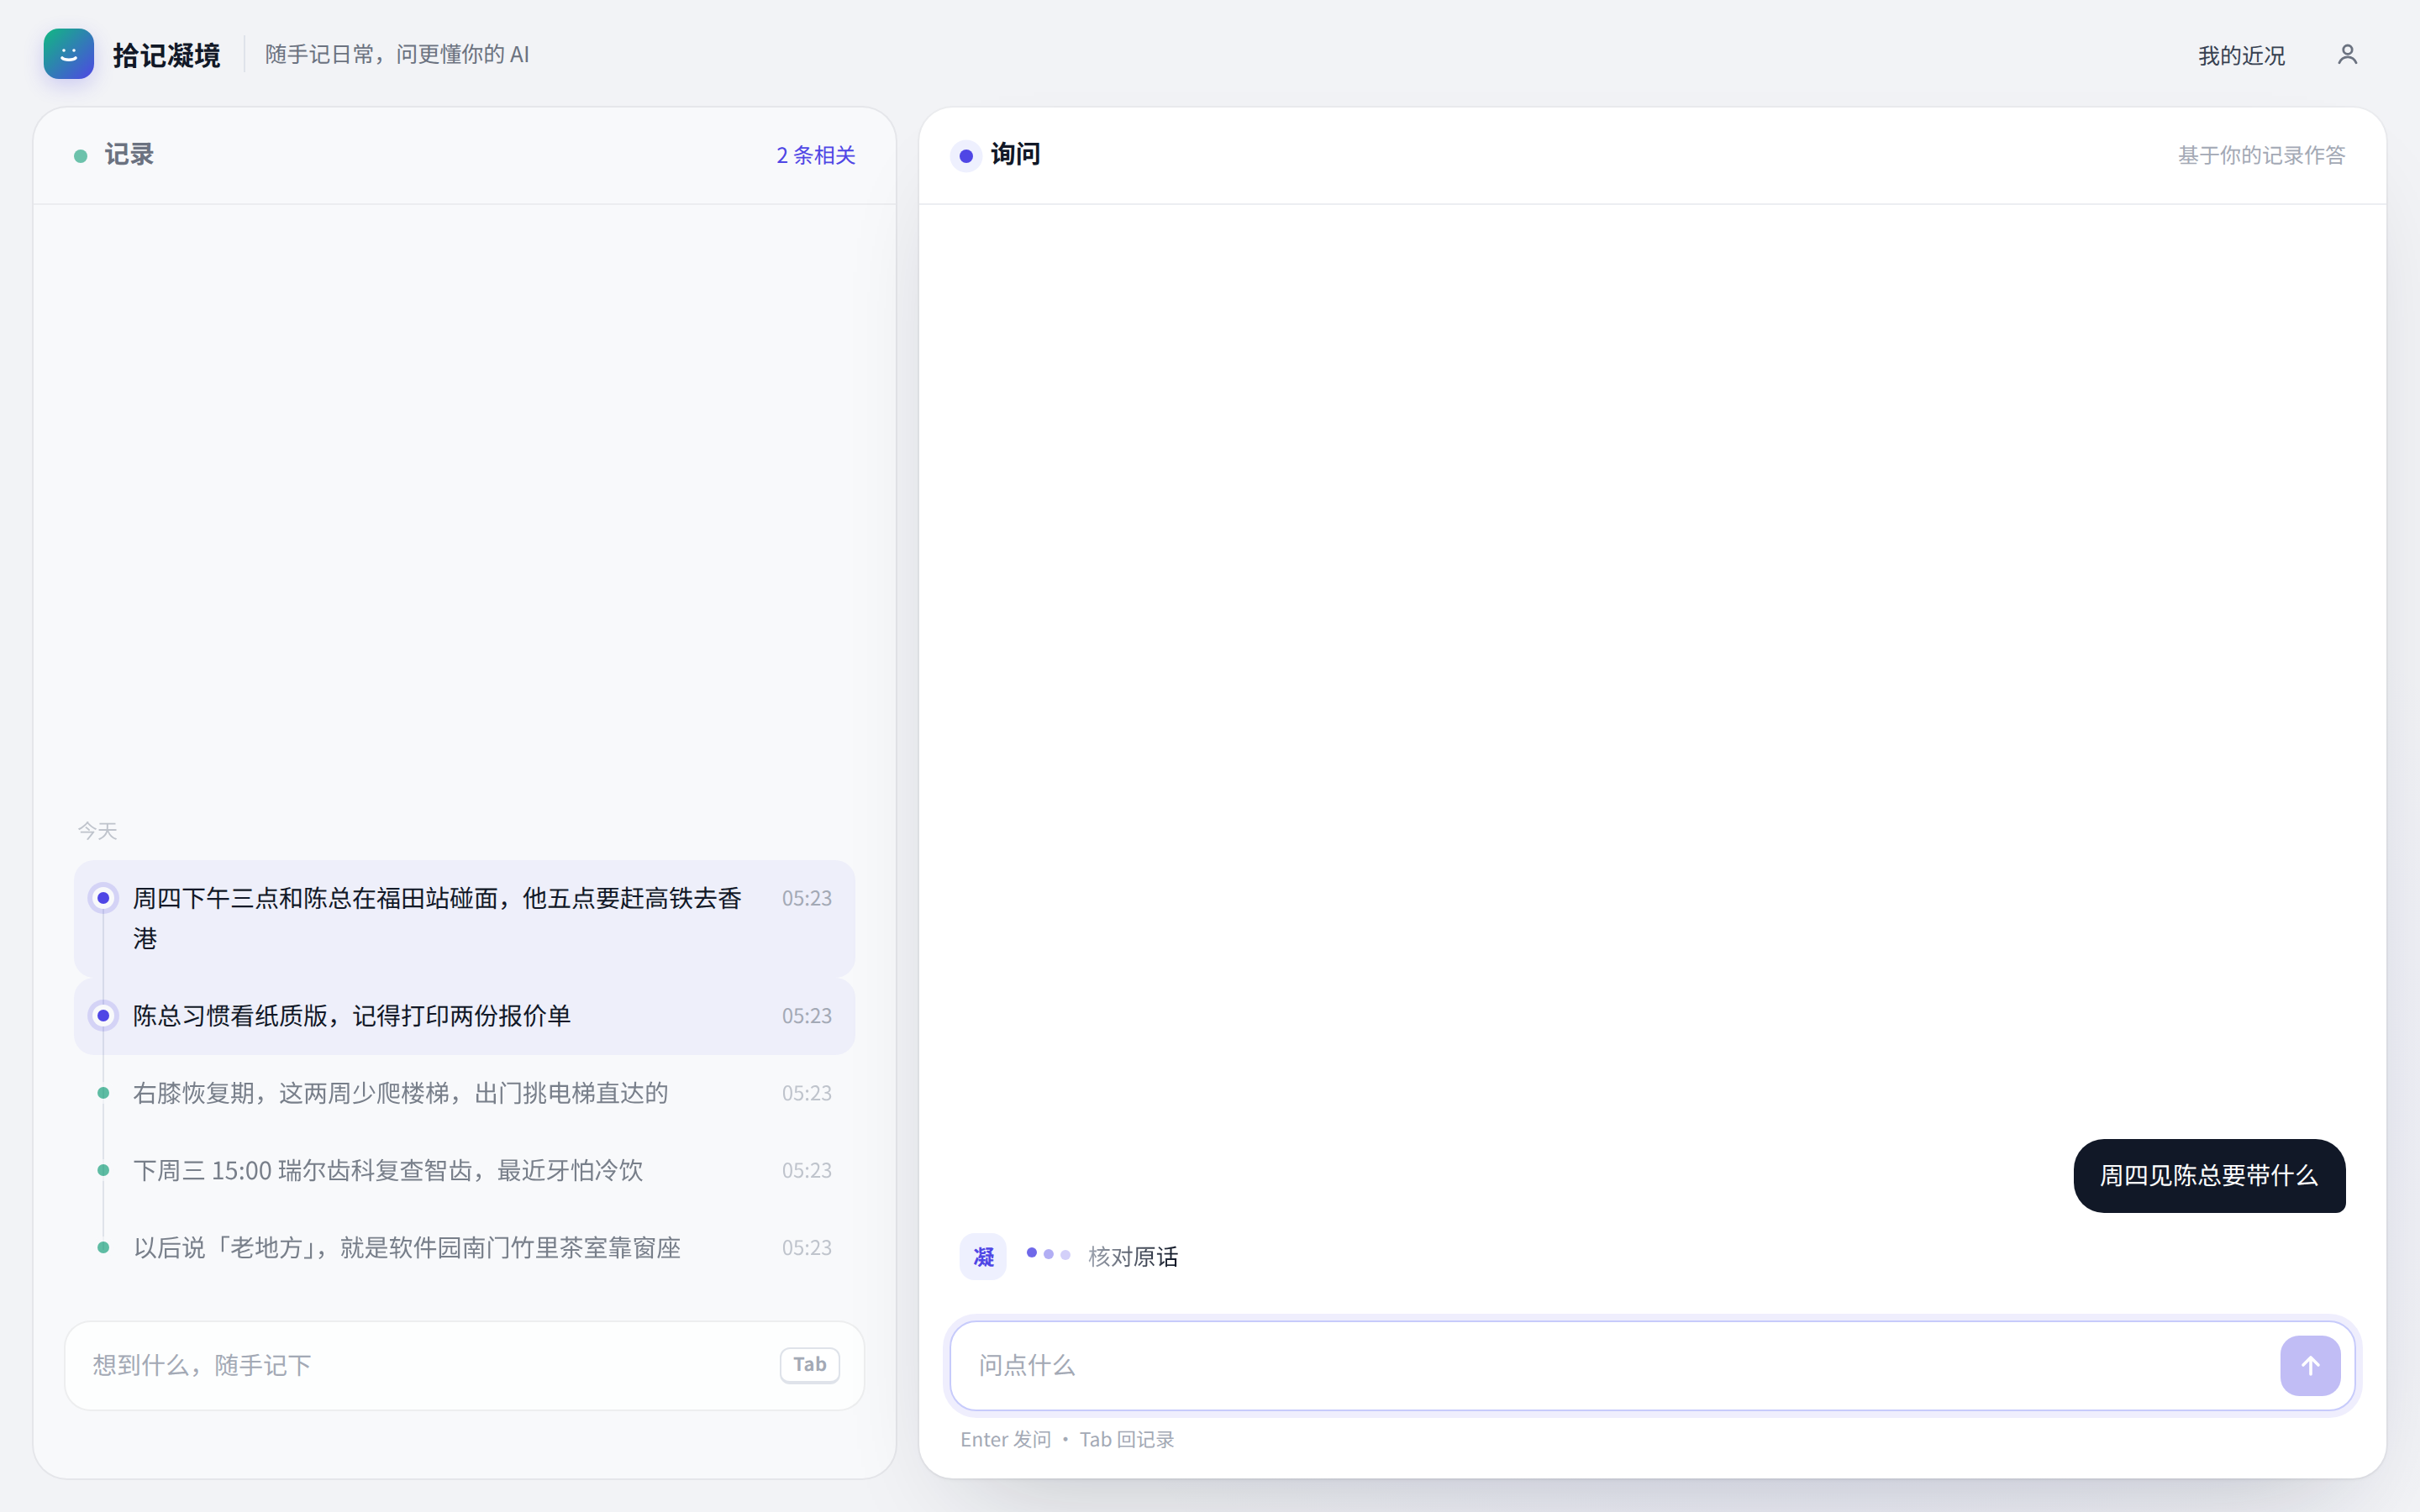 拾记凝境
随手记日常，问更懂你的 AI
我的近况
记录
2 条相关
今天
周四下午三点和陈总在福田站碰面，他五点要赶高铁去香
港
05:23
陈总习惯看纸质版，记得打印两份报价单
05:23
右膝恢复期，这两周少爬楼梯，出门挑电梯直达的
05:23
下周三 15:00 瑞尔齿科复查智齿，最近牙怕冷饮
05:23
以后说「老地方」，就是软件园南门竹里茶室靠窗座
05:23
想到什么，随手记下
Tab
询问
基于你的记录作答
周四见陈总要带什么
凝
核对原话
问点什么
Enter 发问 · Tab 回记录